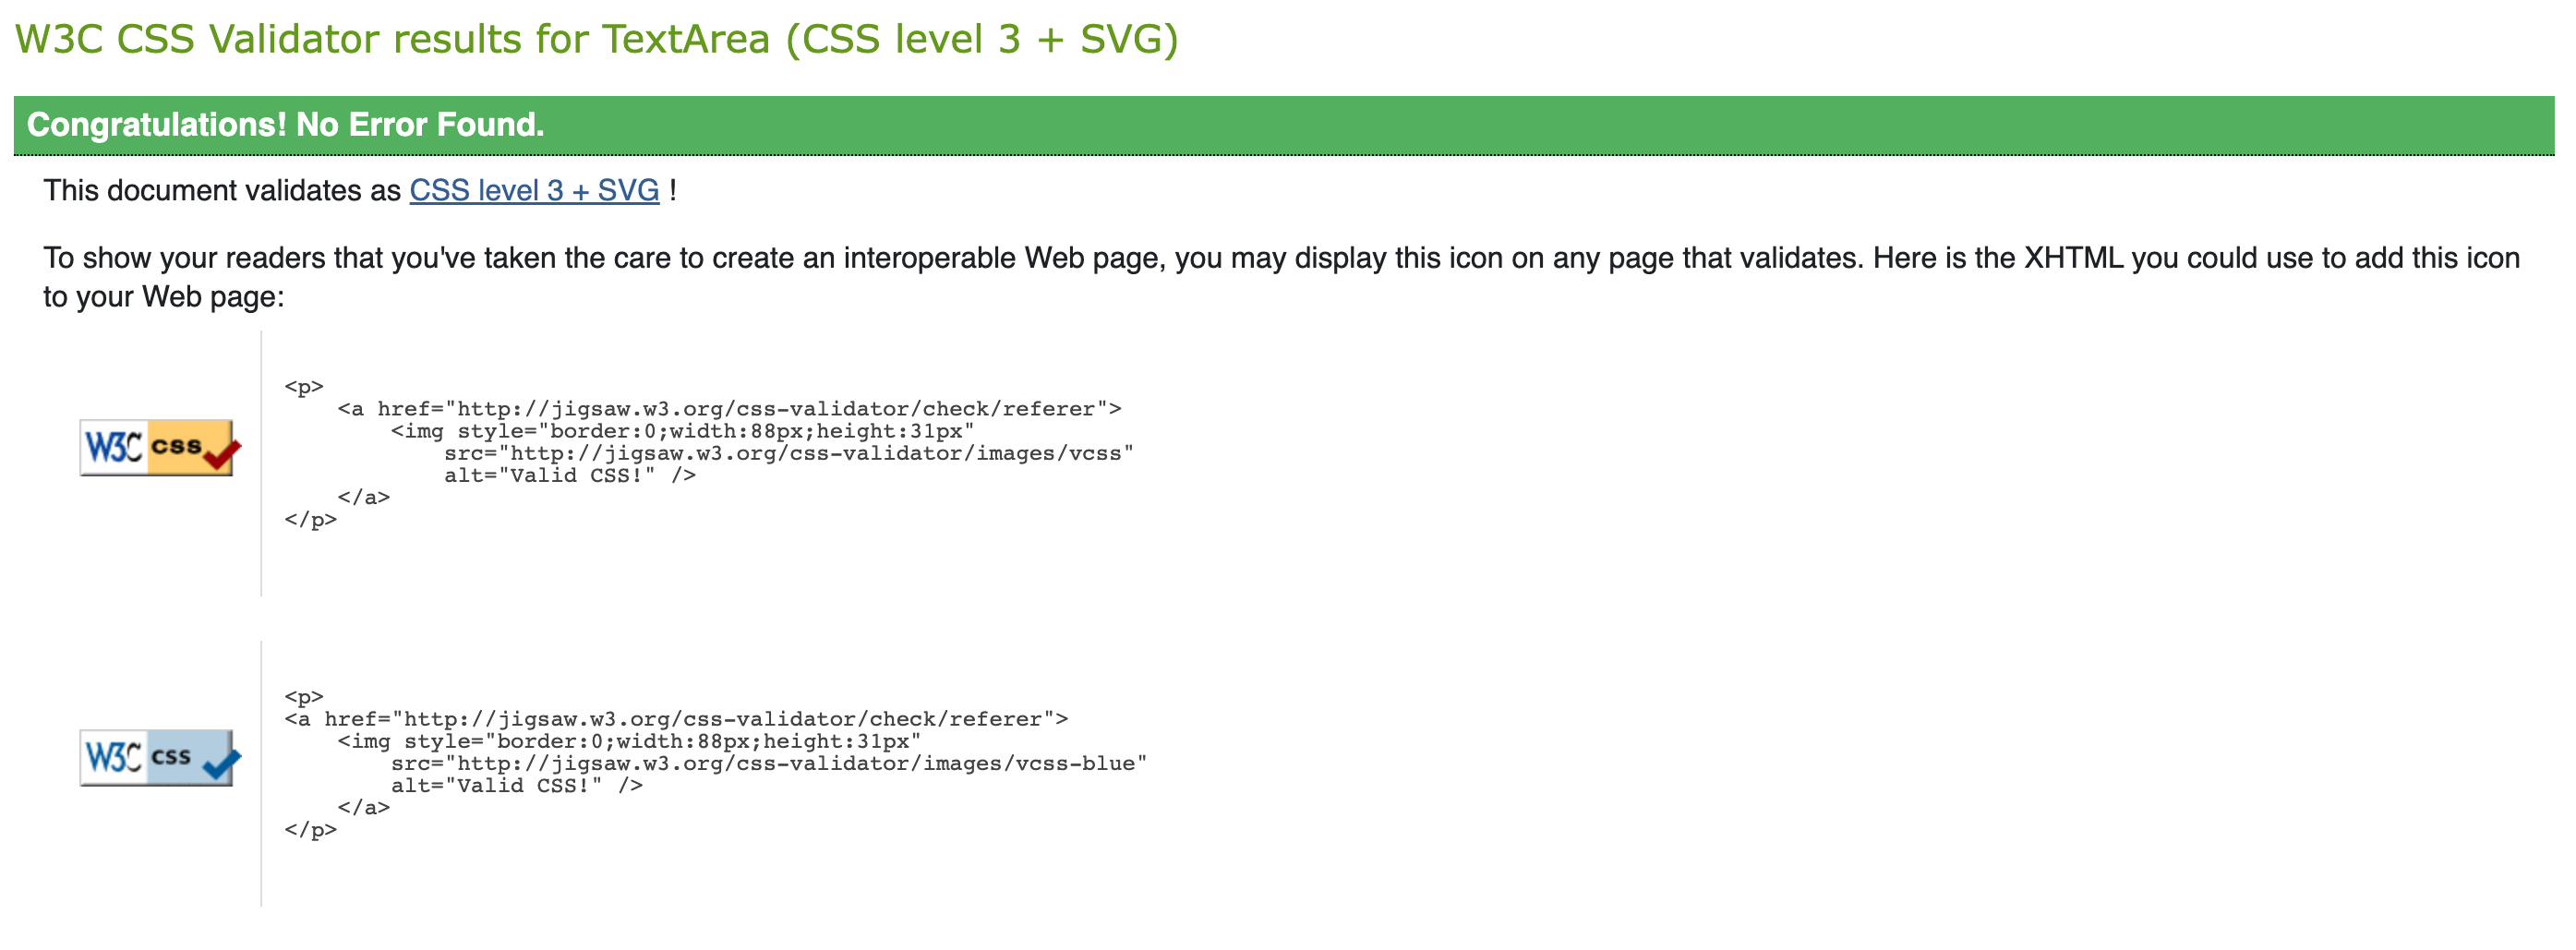 W3C CSS Validator results for TextArea (CSS level 3 + SVG)
Congratulations! No Error Found.
This document validates as CSS level 3 + SVG !
To show your readers that you've taken the care to create an interoperable Web page, you may display this icon on any page that validates. Here is the XHTML you could use to add this icon
to your Web page:
<p>
    <a href="http://jigsaw.w3.org/css-validator/check/referer">
        <img style="border:0;width:88px;height:31px"
W3C css
            src="http://jigsaw.w3.org/css-validator/images/vcss"
            alt="Valid CSS!" />
    </a>
</p>
<p>
<a href="http://jigsaw.w3.org/css-validator/check/referer">
    <img style="border:0;width:88px;height:31px"
W3C css
        src="http://jigsaw.w3.org/css-validator/images/vcss-blue"
        alt="Valid CSS!" />
    </a>
</p>